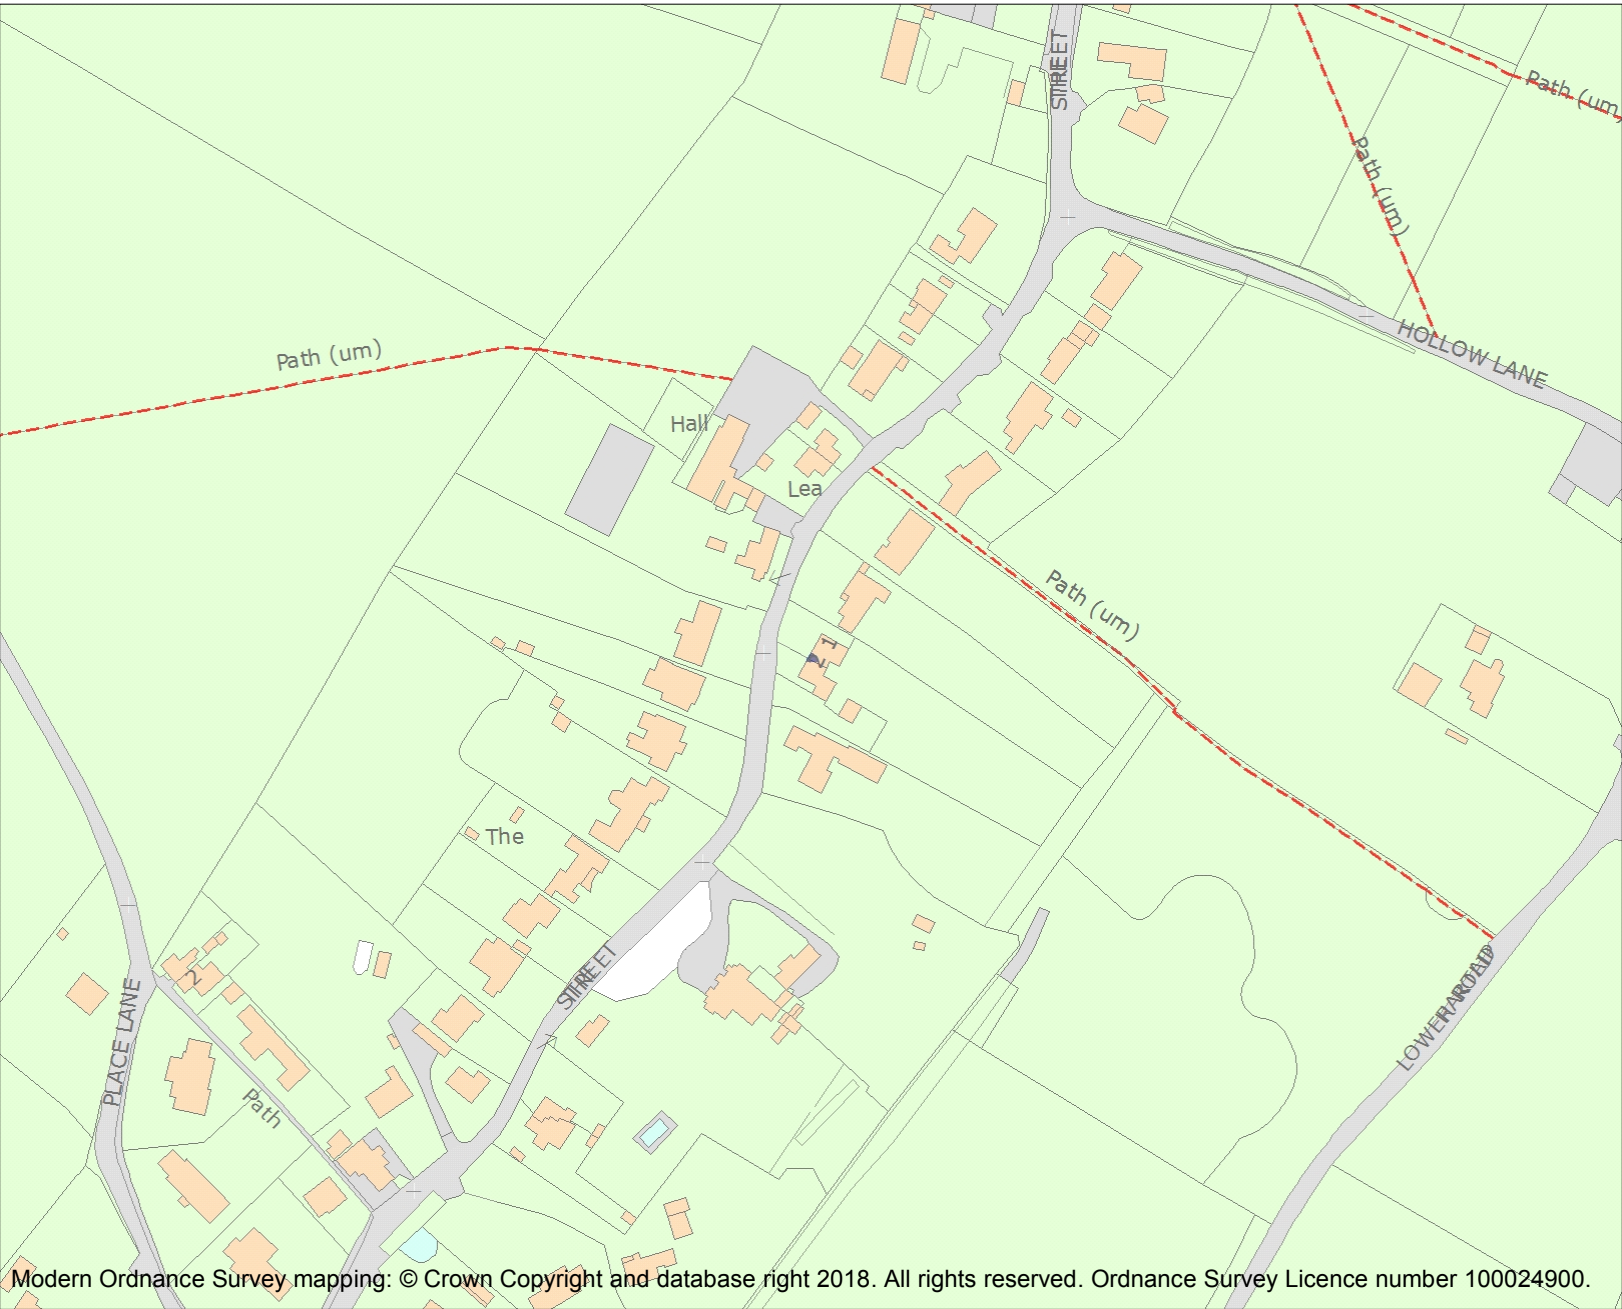 THE STREET
Path (um)
Path (um)
Path (um)
HOLLOW LANE
Hall
Lea
Path (um)
1
2
The
THE STREET
2
PLACE LANE
Path
LOWER ROAD
Modern Ordnance Survey mapping: © Crown Copyright and database right 2018. All rights reserved. Ordnance Survey Licence number 100024900.